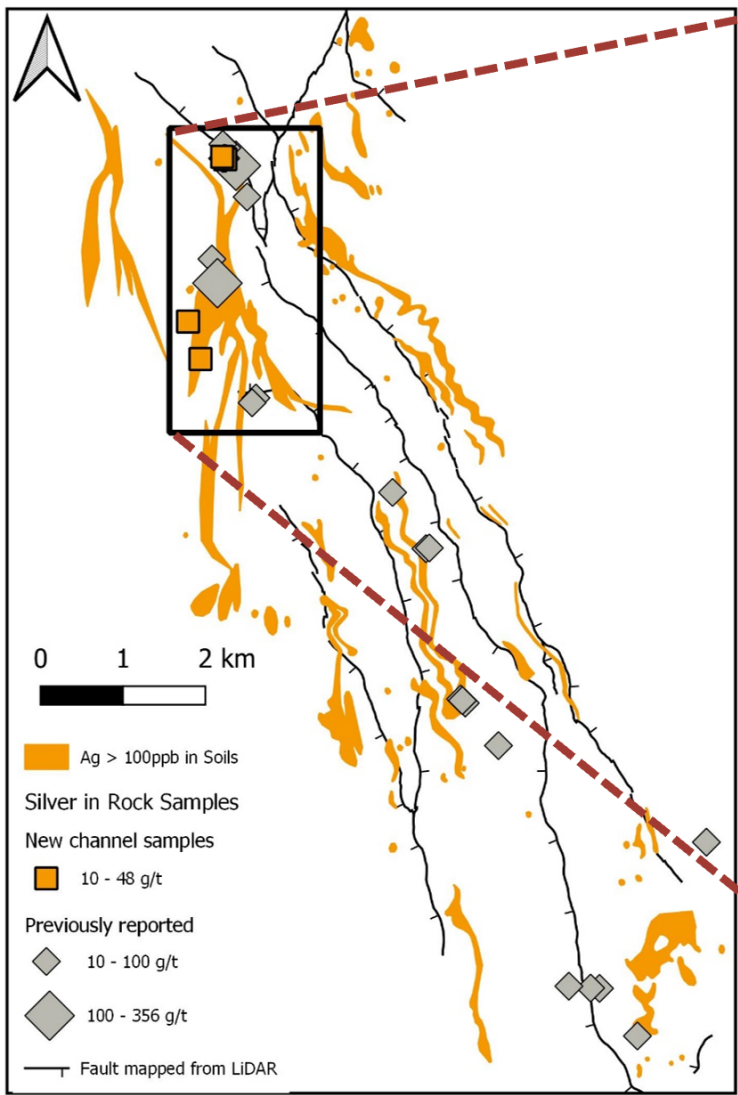 0 1 2 km
Ag > 100ppb in Soils
Silver in Rock Samples
New channel samples
10 - 48 g/t
Previously reported
10 - 100 g/t
100 - 356 g/t
Fault mapped from LiDAR